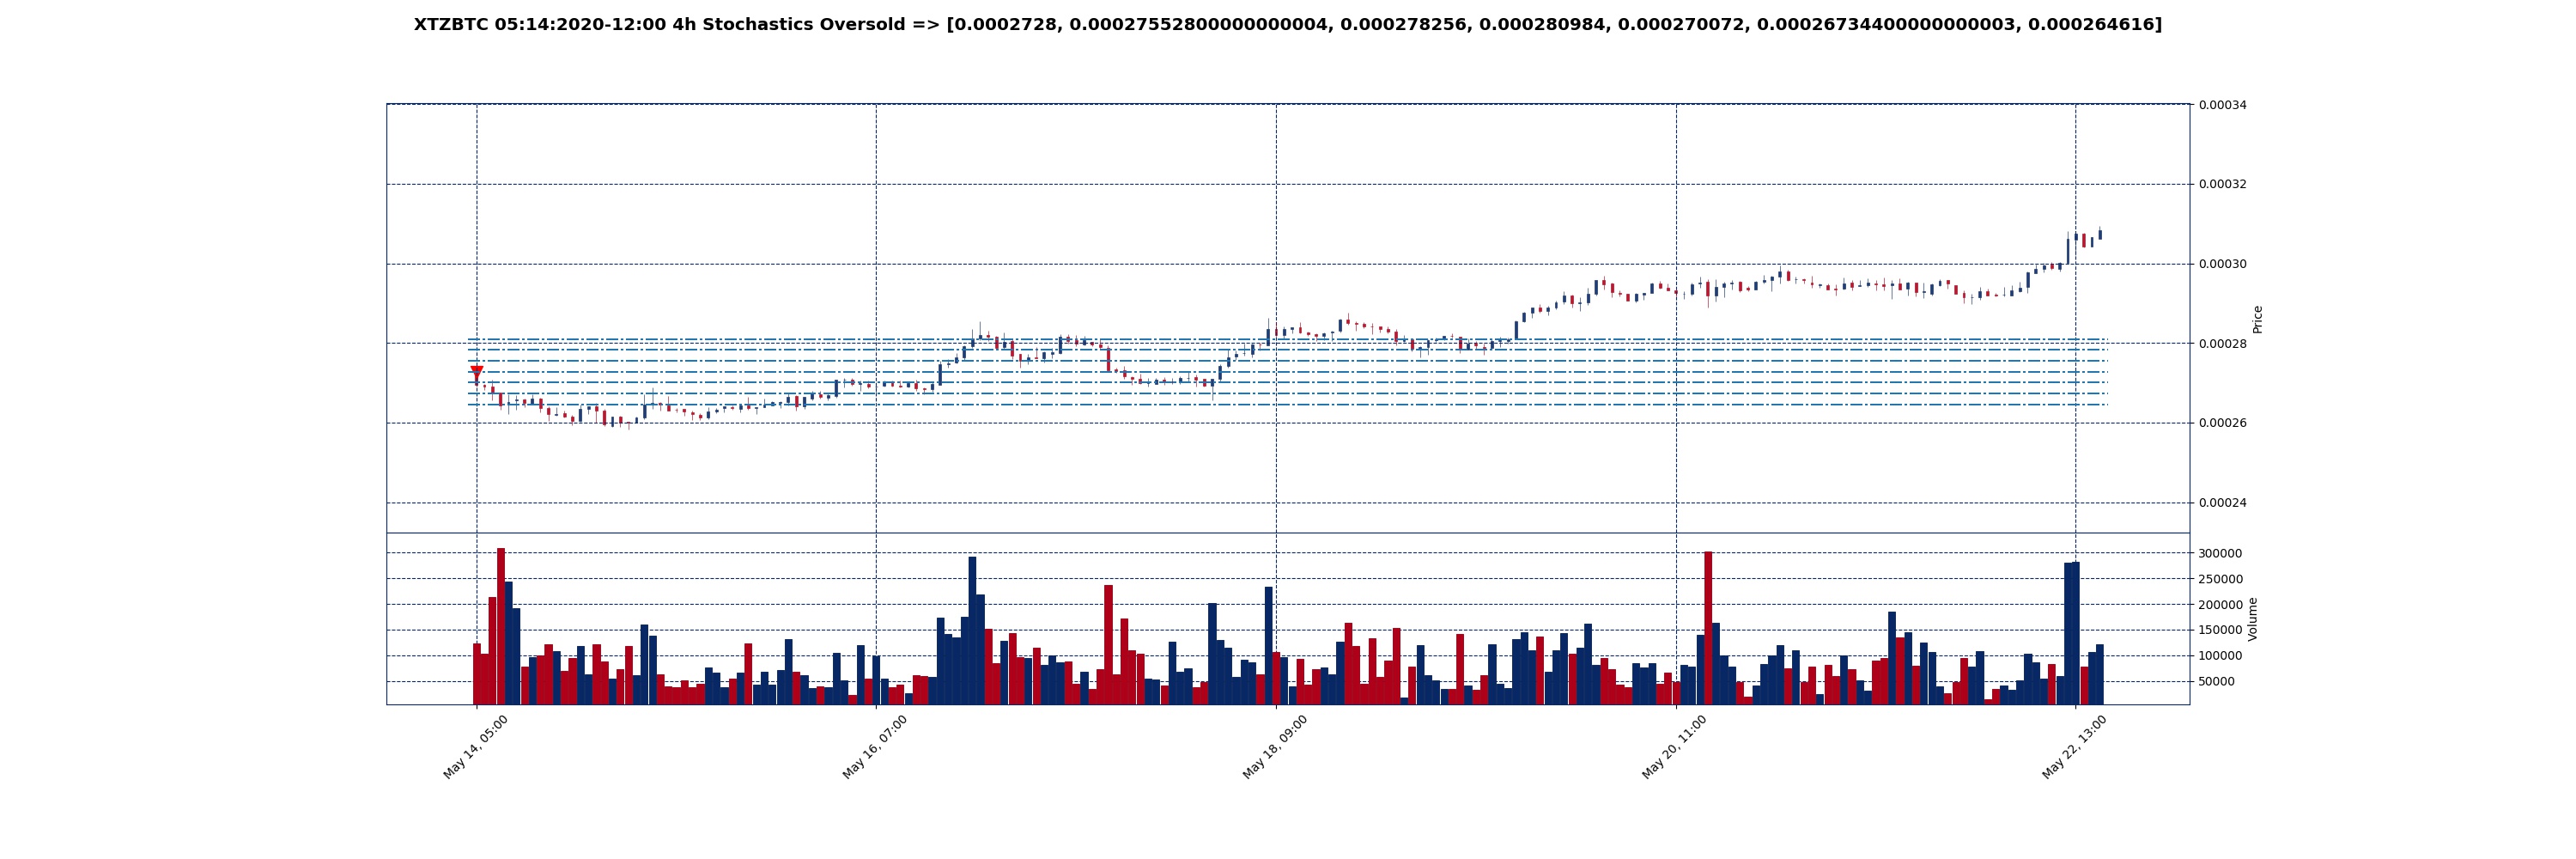 XTZBTC 05:14:2020-12:00 4h Stochastics Oversold => [0.0002728, 0.00027552800000000004, 0.000278256, 0.000280984, 0.000270072, 0.00026734400000000003, 0.000264616]
0.00034
0.00032
0.00030
Price
0.00028
0.00026
0.00024
300000
250000
200000
Volume
150000
100000
50000
May 14, 05:00
May 16, 07:00
May 18, 09:00
May 20, 11:00
May 22, 13:00